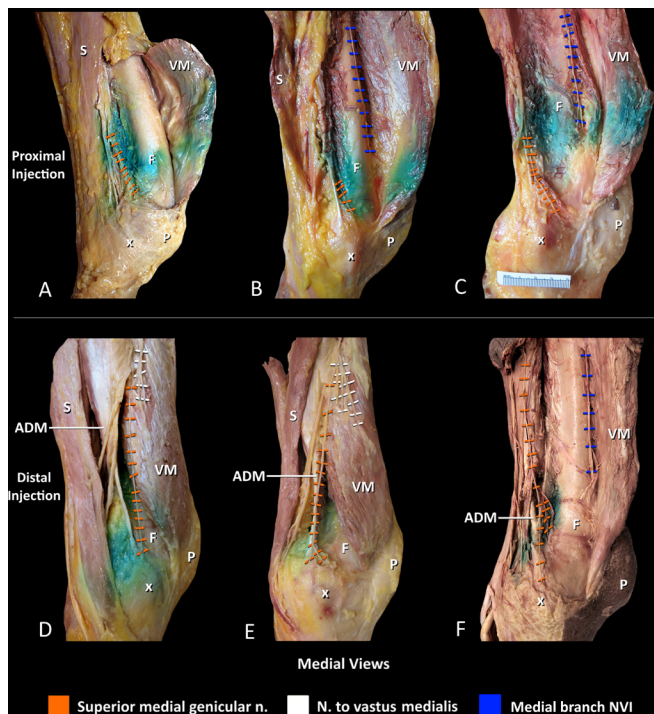 S
VM
F
x
P
A
S
VM
F
x
P
B
F
VM
x
P
C
Proximal
Injection
S
ADM
VM
F
x
P
D
S
ADM
VM
F
x
P
E
VM
ADM
F
x
P
F
Distal
Injection
Medial Views
Superior medial genicular n.
N. to vastus medialis
Medial branch NVI